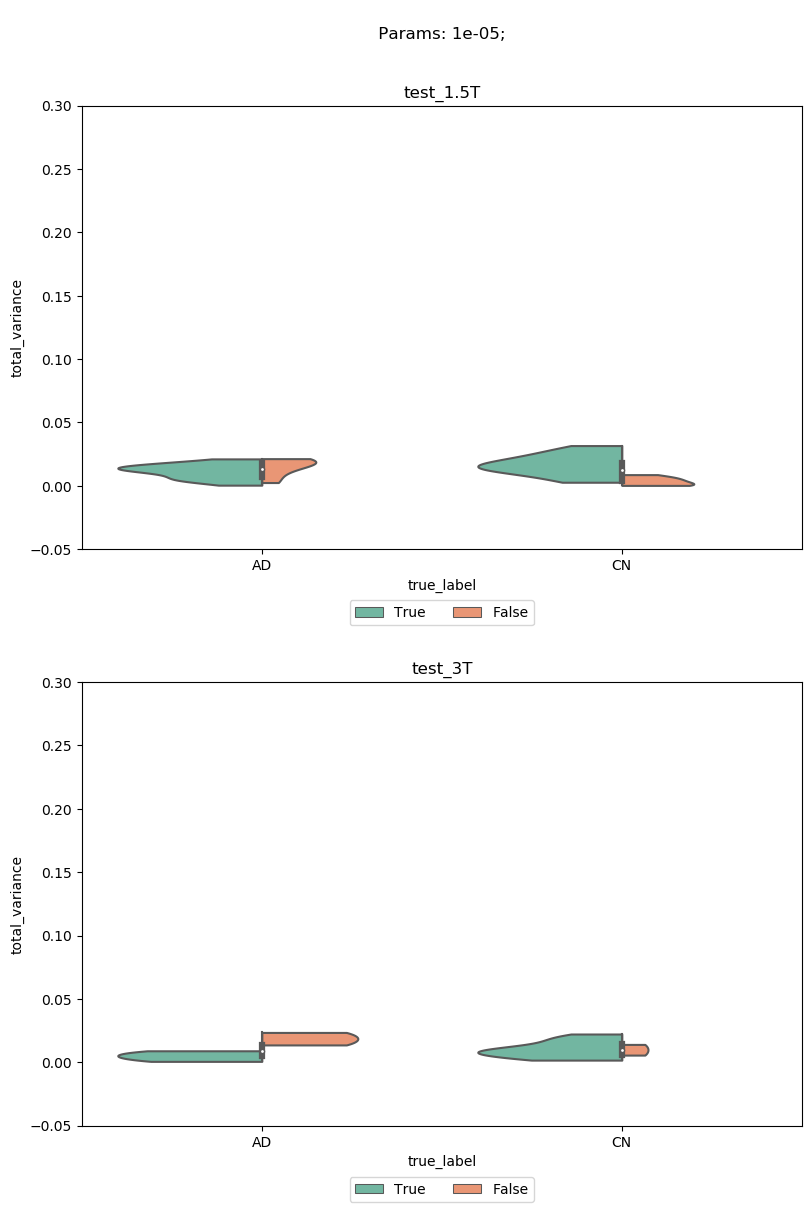 Params: 1e-05;
test_1.5T
0.30
0.25
0.20
0.15
0.10
0.05
0.00
−0.05
total_variance
AD CN
true_label
True False
test_3T
0.30
0.25
0.20
0.15
0.10
0.05
0.00
−0.05
total_variance
AD CN
true_label
True False